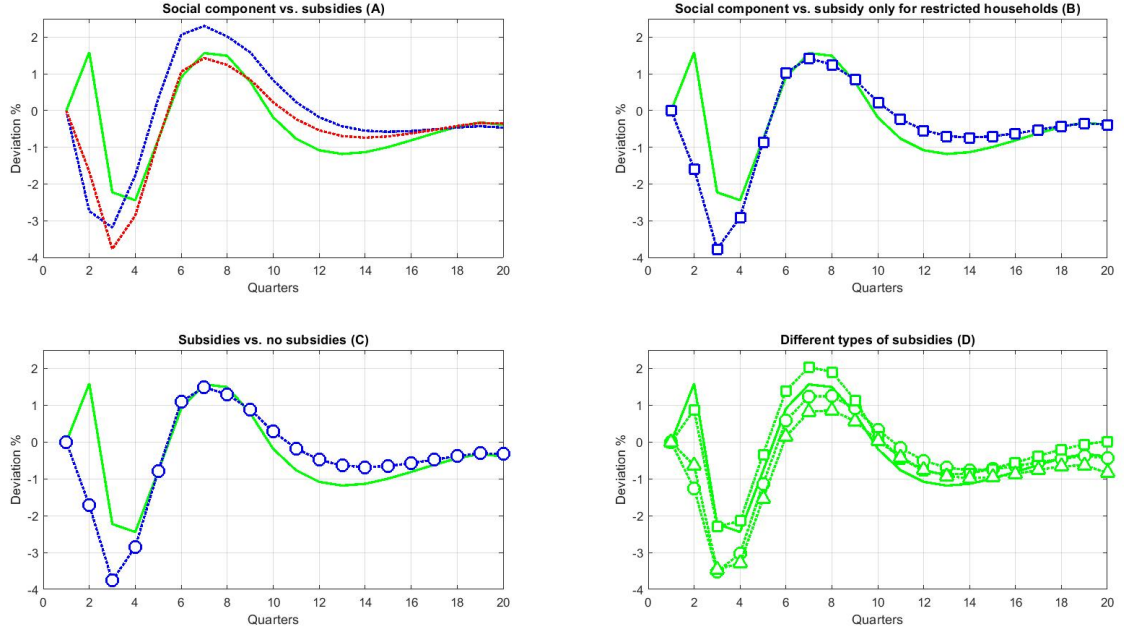 Social component vs. subsidies (A)
Deviation %
2
1
0
-1
-2
-3
-4
0 2 4 6 8 10 12 14 16 18 20
Quarters
Social component vs. subsidy only for restricted households (B)
Deviation %
2
1
0
-1
-2
-3
-4
0 2 4 6 8 10 12 14 16 18 20
Quarters
Subsidies vs. no subsidies (C)
Deviation %
2
1
0
-1
-2
-3
-4
0 2 4 6 8 10 12 14 16 18 20
Quarters
Different types of subsidies (D)
Deviation %
2
1
0
-1
-2
-3
-4
0 2 4 6 8 10 12 14 16 18 20
Quarters